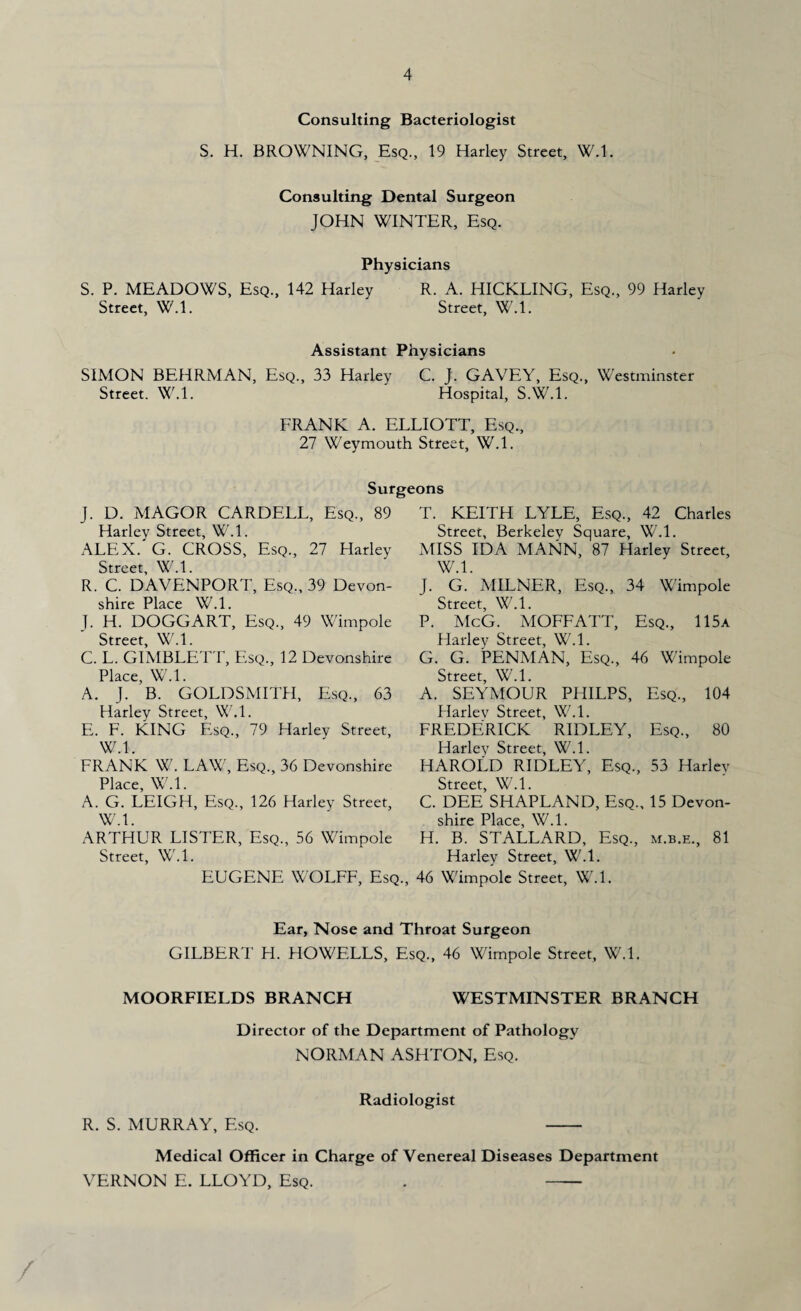 4
Consulting Bacteriologist
S. H. BROWNING, Esq., 19 Harley Street, W.1.
Consulting Dental Surgeon
JOHN WINTER, Esq.
Physicians
S. P. MEADOWS, Esq., 142 Harley
Street, W.1.
R. A. HICKLING, Esq., 99 Harley
Street, W.1.
Assistant Physicians
SIMON BEHRMAN, Esq., 33 Harley
Street. W.1.
C. J. GAVEY, Esq., Westminster
Hospital, S.W.1.
FRANK A. ELLIOTT, Esq.,
27 Weymouth Street, W.1.
Surgeons
J. D. MAGOR CARDELL, Esq., 89
Harley Street, W.1.
ALEX. G. CROSS, Esq., 27 Harley
Street, W.1.
R. C. DAVENPORT, Esq., 39 Devon-
shire Place W.1.
J. H. DOGGART, Esq., 49 Wimpole
Street, W.1.
C. L. GIMBLETT, Esq., 12 Devonshire
Place, W.1.
A. J. B. GOLDSMITH, Esq., 63
Harley Street, W.1.
E. F. KING Esq., 79 Harley Street,
W.1.
FRANK W. LAW, Esq., 36 Devonshire
Place, W.1.
A. G. LEIGH, Esq., 126 Harley Street,
W.1.
ARTHUR LISTER, Esq., 56 Wimpole
Street, W.1.
T. KEITH LYLE, Esq., 42 Charles
Street, Berkeley Square, W.1.
MISS IDA MANN, 87 Harley Street,
W.1.
J. G. MILNER, Esq., 34 Wimpole
Street, W.1.
P. McG. MOFFATT, Esq., 115A
Harley Street, W.1.
G. G. PENMAN, Esq., 46 Wimpole
Street, W.1.
A. SEYMOUR PHILPS, Esq., 104
Harley Street, W.1.
FREDERICK RIDLEY, Esq., 80
Harley Street, W.1.
HAROLD RIDLEY, Esq., 53 Harley
Street, W.1.
C. DEE SHAPLAND, Esq., 15 Devon-
shire Place, W.1.
H. B. STALLARD, Esq., M.B.E., 81
Harley Street, W.1.
EUGENE WOLFF, Esq., 46 Wimpole Street, W.1.
Ear, Nose and Throat Surgeon
GILBERT H. HOWELLS, Esq., 46 Wimpole Street, W.1.
MOORFIELDS BRANCH WESTMINSTER BRANCH
Director of the Department of Pathology
NORMAN ASHTON, Esq.
Radiologist
R. S. MURRAY, Esq. ——
Medical Officer in Charge of Venereal Diseases Department
VERNON E. LLOYD, Esq. ——